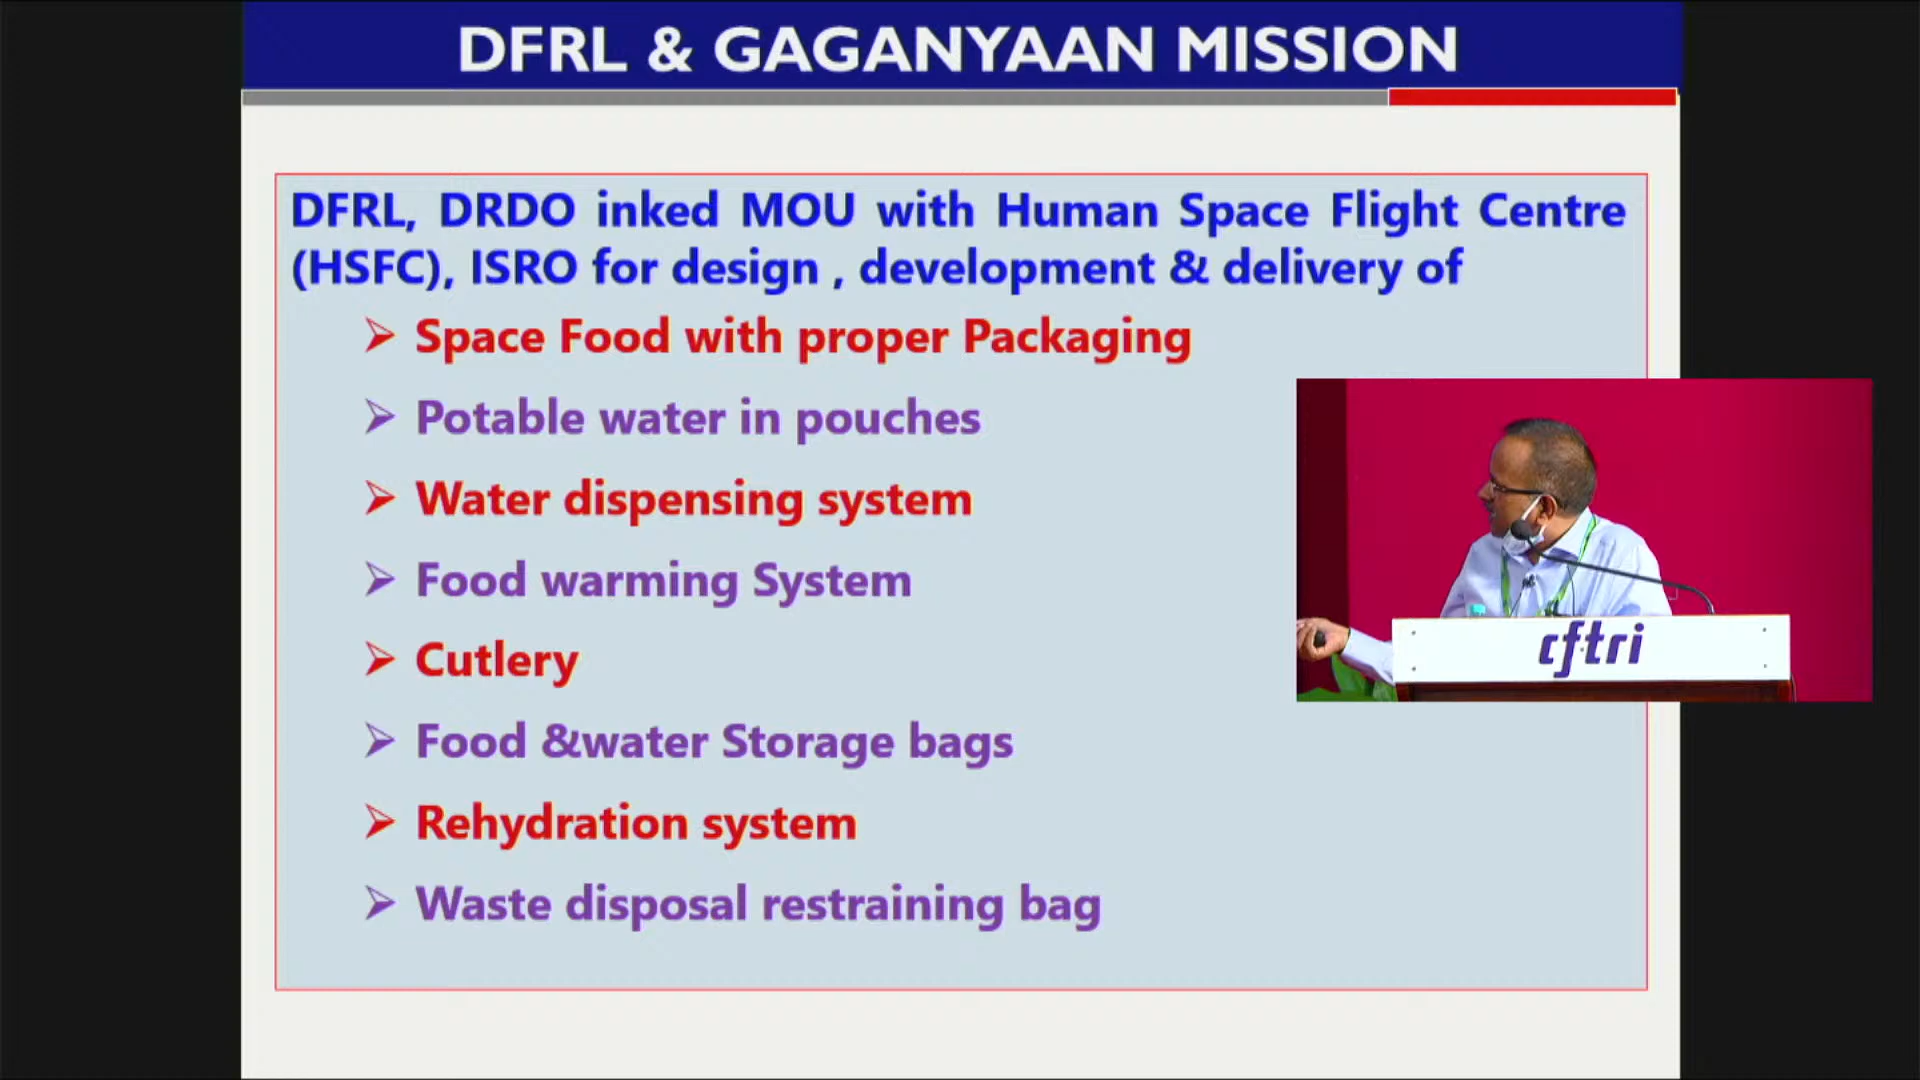 DFRL & GAGANYAAN MISSION
DFRL, DRDO inked MOU with Human Space Flight Centre
(HSFC), ISRO for design , development & delivery of
Space Food with proper Packaging
Potable water in pouches
Water dispensing system
Food warming System
Cutlery
Food &water Storage bags
Rehydration system
Waste disposal restraining bag
cftri